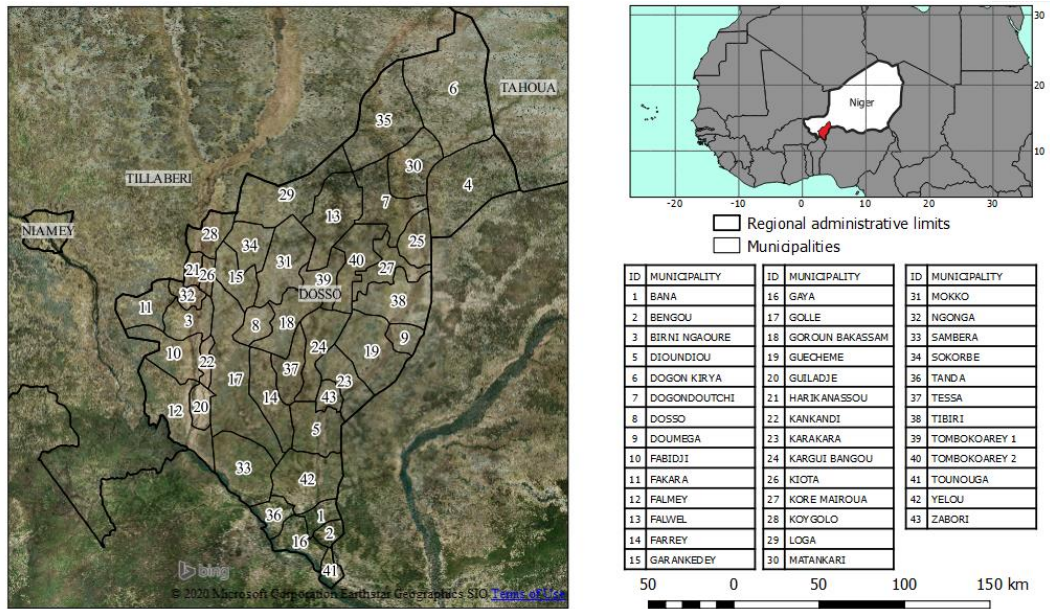 6
TAHOUA
35
30
TILLABERI
4
29
7
13
NIAMEY
28
34
25
31
40
21
26
15
27
39
32
DOSSO
38
11
3
8
18
9
10
24
19
22
37
17
23
14
43
12
20
5
33
42
36
1
2
16
41
bing
© 2020 Microsoft Corporation Earthstar Geographics SIO Terms of Use
30
20
10
Niger
-20 -10 0 10 20 30
Regional administrative limits
Municipalities
ID MUNICIPALITY ID MUNICIPALITY ID MUNICIPALITY
1 BANA 16 GAYA 31 MOKKO
2 BENGOU 17 GOLLE 32 NGONGA
3 BIRNI NGAOURE 18 GOROUN BAKASSAM 33 SAMBERA
5 DIOUNDIOU 19 GUECHEME 34 SOKORBE
6 DOGON KIRYA 20 GUILADJE 36 TANDA
7 DOGONDOUTCHI 21 HARIKANASSOU 37 TESSA
8 DOSSO 22 KANKANDI 38 TIBIRI
9 DOUMEGA 23 KARAKARA 39 TOMBOKOAREY 1
10 FABIDJI 24 KARGUI BANGOU 40 TOMBOKOAREY 2
11 FAKARA 26 KIOTA 41 TOUNOUGA
12 FALMEY 27 KORE MAIROUA 42 YELOU
13 FALWEL 28 KOYGOLO 43 ZABORI
14 FARREY 29 LOGA
15 GARANKEDEY 30 MATANKARI
50 0 50 100 150 km